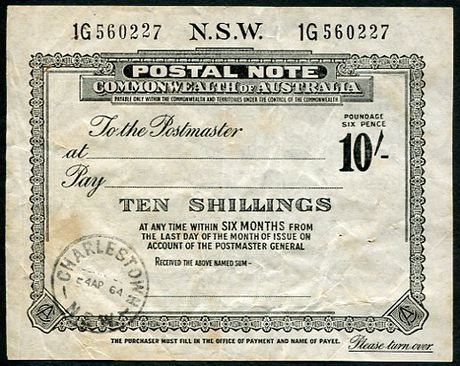 1G 560227 N.S.W. 1G 560227
POSTAL NOTE
COMMONWEALTH OF AUSTRALIA
PAYABLE ONLY WITHIN THE COMMONWEALTH AND TERRITORIES UNDER THE CONTROL OF THE COMMONWEALTH
To the Postmaster
POUNDAGE
SIX PENCE
at
10/-
Pay
TEN SHILLINGS
AT ANY TIME WITHIN SIX MONTHS FROM
THE LAST DAY OF THE MONTH OF ISSUE ON
ACCOUNT OF THE POSTMASTER GENERAL
RECEIVED THE ABOVE NAMED SUM –
CHARLESTOWN
4 AP 64
N.S.W.
THE PURCHASER MUST FILL IN THE OFFICE OF PAYMENT AND NAME OF PAYEE.
Please turn over.